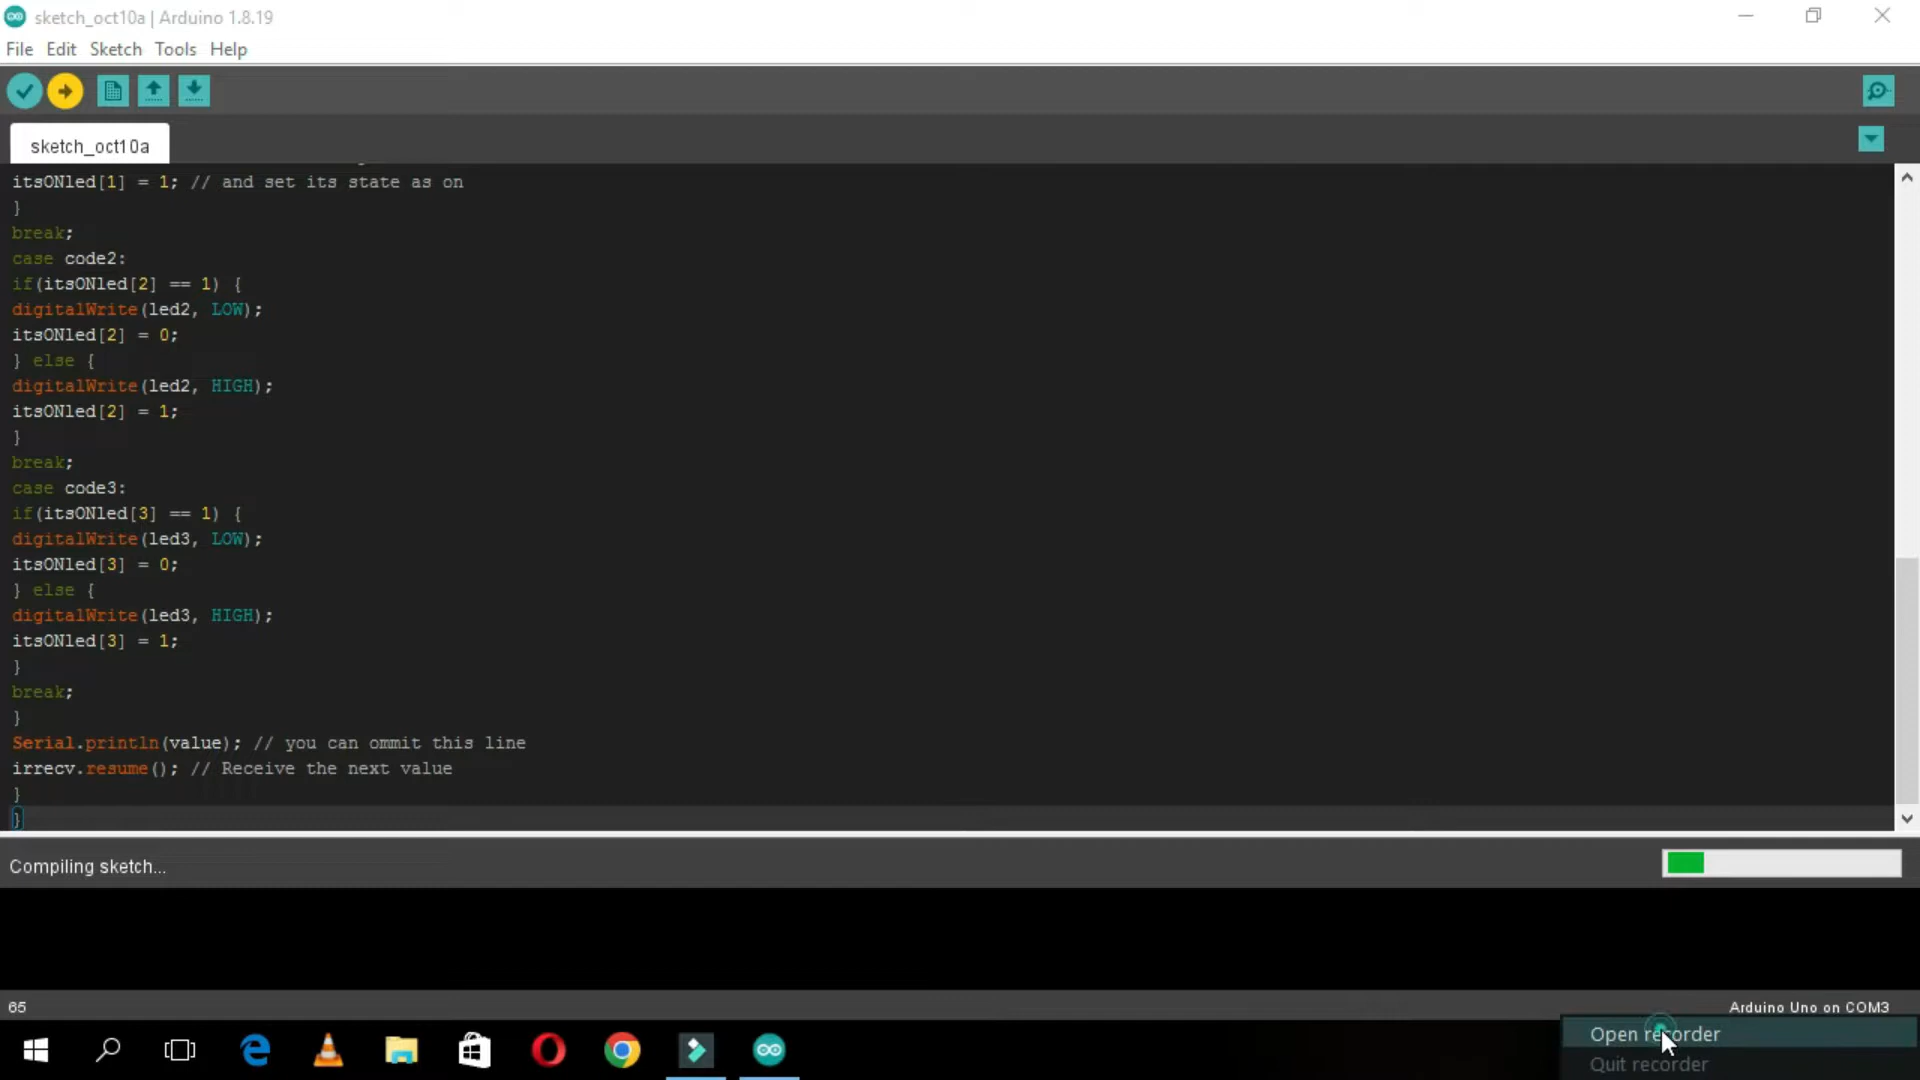 sketch_oct10a | Arduino 1.8.19
File Edit Sketch Tools Help
sketch_oct10a
itsONled[1] = 1; // and set its state as on
}
break;
case code2:
if(itsONled[2] == 1) {
digitalWrite(led2, LOW);
itsONled[2] = 0;
} else {
digitalWrite(led2, HIGH);
itsONled[2] = 1;
}
break;
case code3:
if(itsONled[3] == 1) {
digitalWrite(led3, LOW);
itsONled[3] = 0;
} else {
digitalWrite(led3, HIGH);
itsONled[3] = 1;
}
break;
}
Serial.println(value); // you can ommit this line
irrecv.resume(); // Receive the next value
}
}
Compiling sketch...
65
Arduino Uno on COM3
Open recorder
Quit recorder